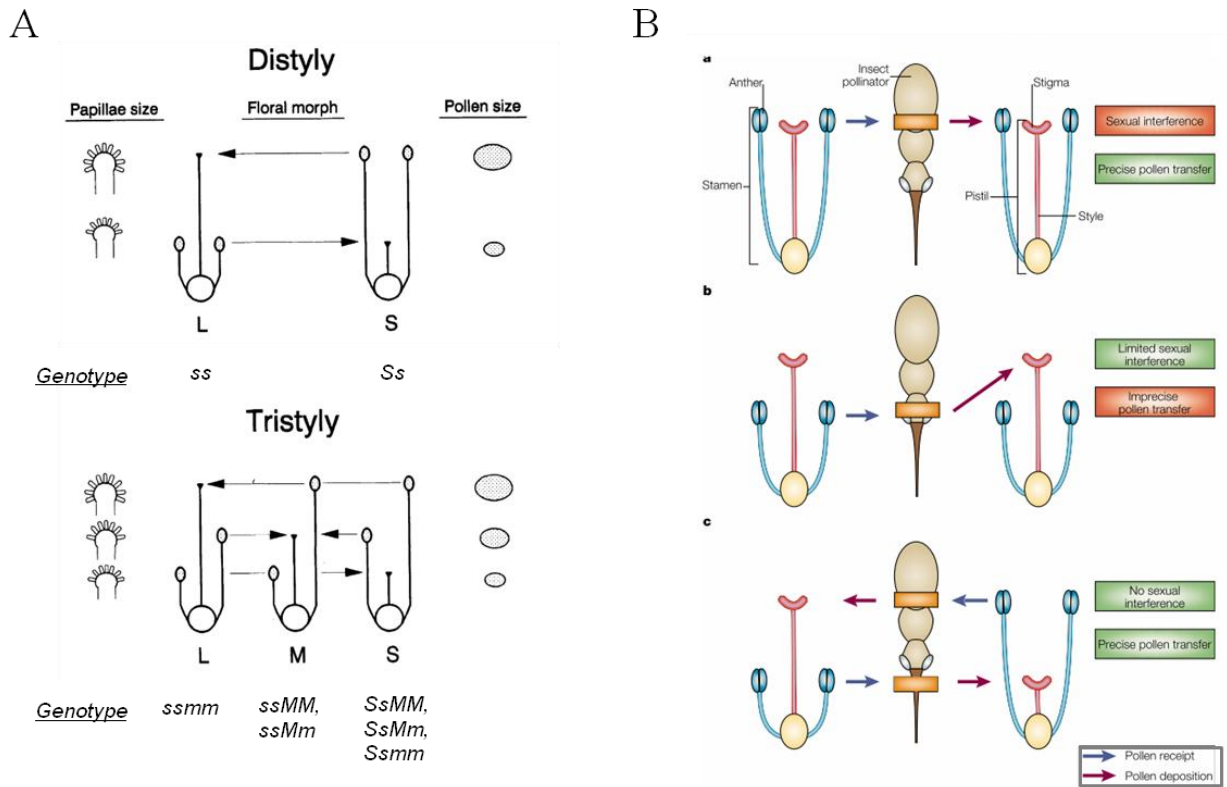 A
Distyly
Papillae size
Floral morph
Pollen size
L
S
Genotype
ss
Ss
Tristyly
L
M
S
Genotype
ssmm
ssMM,
ssMm
SsMM,
SsMm,
Ssmm
B
a
Anther
Insect
pollinator
Stigma
Stamen
Pistil
Style
Sexual interference
Precise pollen transfer
b
Limited sexual
interference
Imprecise
pollen transfer
c
No sexual
interference
Precise pollen transfer
Pollen receipt
Pollen deposition